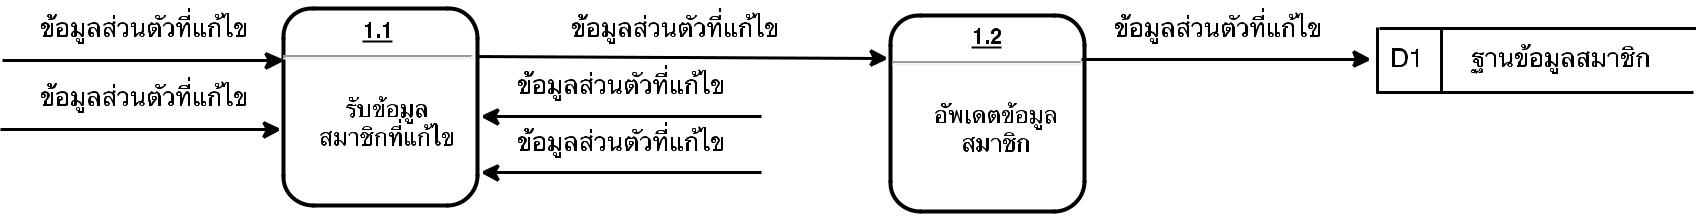 ข้อมูลส่วนตัวที่แก้ไข
ข้อมูลส่วนตัวที่แก้ไข
1.1
รับข้อมูล
สมาชิกที่แก้ไข
ข้อมูลส่วนตัวที่แก้ไข
ข้อมูลส่วนตัวที่แก้ไข
ข้อมูลส่วนตัวที่แก้ไข
1.2
อัพเดตข้อมูล
สมาชิก
ข้อมูลส่วนตัวที่แก้ไข
D1 ฐานข้อมูลสมาชิก